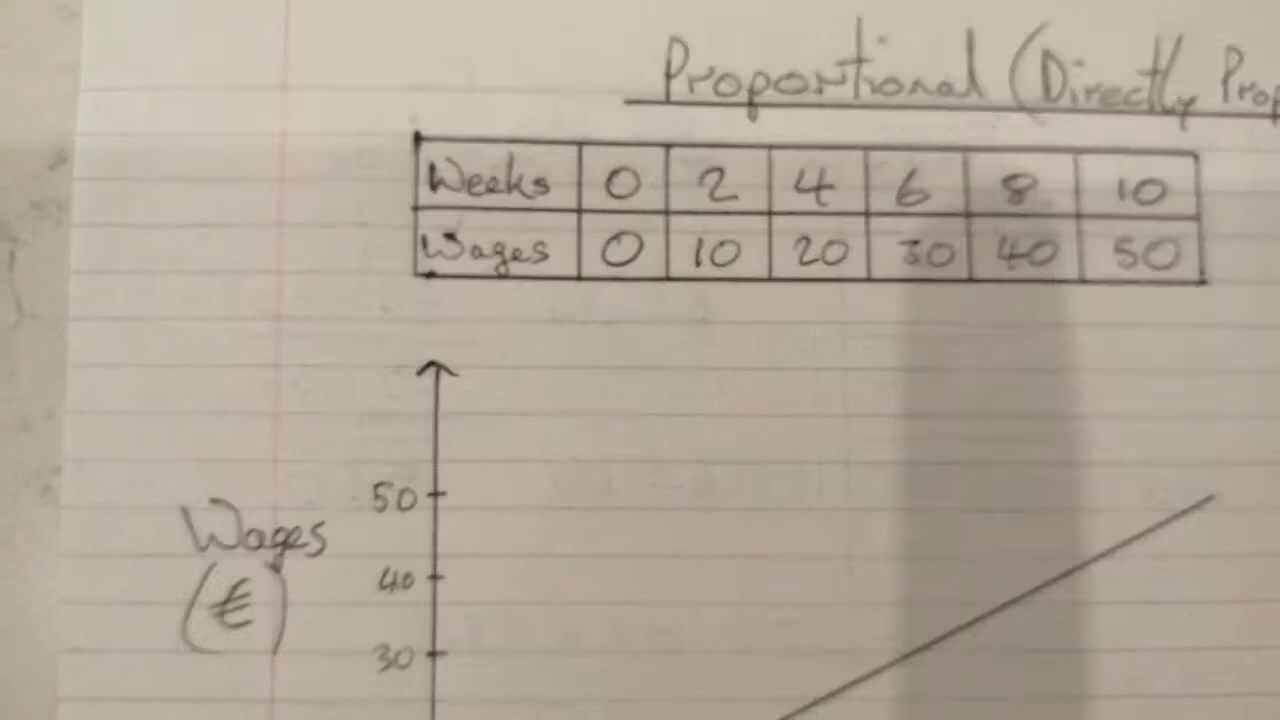 Proportional (Directly Prop
Weeks 0 2 4 6 8 10
Wages 0 10 20 30 40 50
50
Wages
(€)
40
30